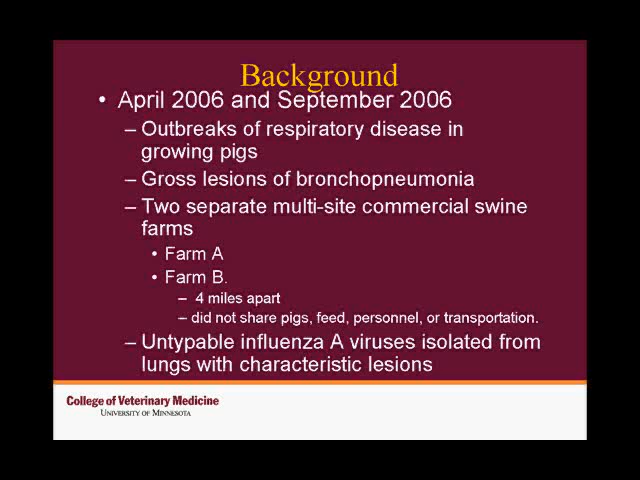 Background
• April 2006 and September 2006
– Outbreaks of respiratory disease in
growing pigs
– Gross lesions of bronchopneumonia
– Two separate multi-site commercial swine
farms
• Farm A
• Farm B.
– 4 miles apart
– did not share pigs, feed, personnel, or transportation.
– Untypable influenza A viruses isolated from
lungs with characteristic lesions
College of Veterinary Medicine
University of Minnesota